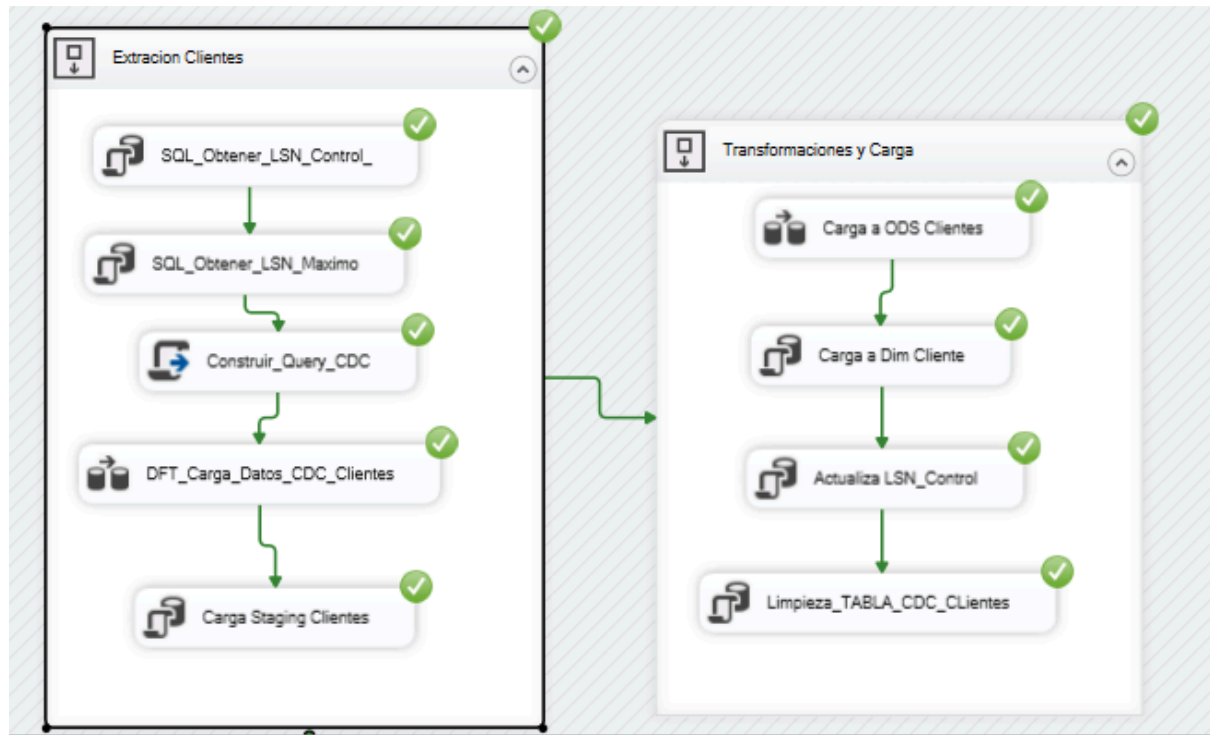 Extracion Clientes
SQL_Obtener_LSN_Control_
SQL_Obtener_LSN_Maximo
Construir_Query_CDC
DFT_Carga_Datos_CDC_Clientes
Carga Staging Clientes
Transformaciones y Carga
Carga a ODS Clientes
Carga a Dim Cliente
Actualiza LSN_Control
Limpieza_TABLA_CDC_CLientes